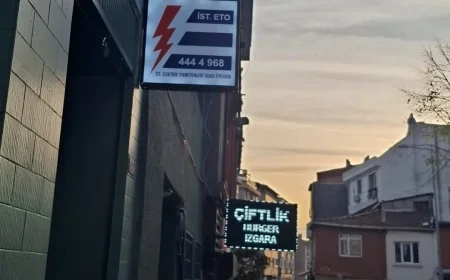 İST. ETO
444 4 968
ÇİFTLİK
BURGER
IZGARA